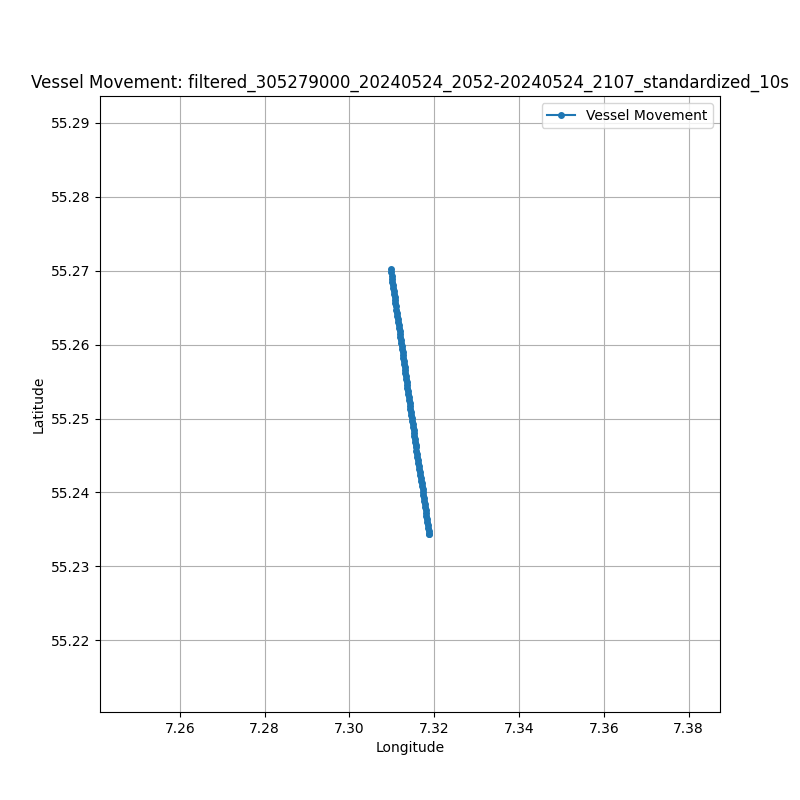 Vessel Movement: filtered_305279000_20240524_2052-20240524_2107_standardized_10s
Vessel Movement
55.29
55.28
55.27
55.26
55.25
55.24
55.23
55.22
Latitude
7.26 7.28 7.30 7.32 7.34 7.36 7.38
Longitude